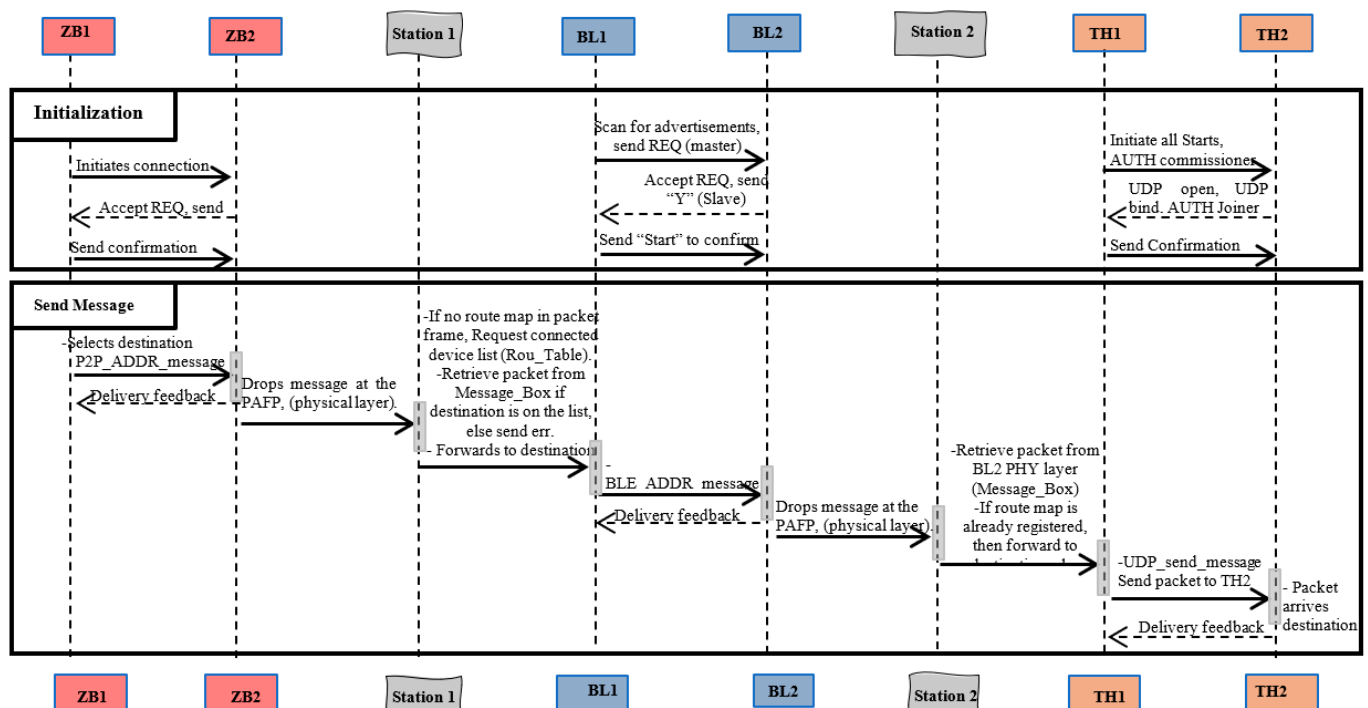 ZB1
ZB2
Station 1
BL1
BL2
Station 2
TH1
TH2
Initialization
Initiates connection
Accept REQ, send
Send confirmation
Scan for advertisements,
send REQ (master)
Accept REQ, send
“Y” (Slave)
Send “Start” to confirm
Initiate all Starts,
AUTH commissioner
UDP open, UDP
bind. AUTH Joiner
Send Confirmation
Send Message
-Selects destination
P2P_ADDR_message
Delivery feedback
Drops message at the
PAFP, (physical layer).
-If no route map in packet
frame, Request connected
device list (Rou_Table).
-Retrieve packet from
Message_Box if
destination is on the list,
else send err.
- Forwards to destination
-
BLE_ADDR_message
Delivery feedback
Drops message at the
PAFP, (physical layer).
-Retrieve packet from
BL2 PHY layer
(Message_Box)
-If route map is
already registered,
then forward to
-UDP_send_message
Send packet to TH2
Delivery feedback
- Packet
arrives
destination
ZB1
ZB2
Station 1
BL1
BL2
Station 2
TH1
TH2